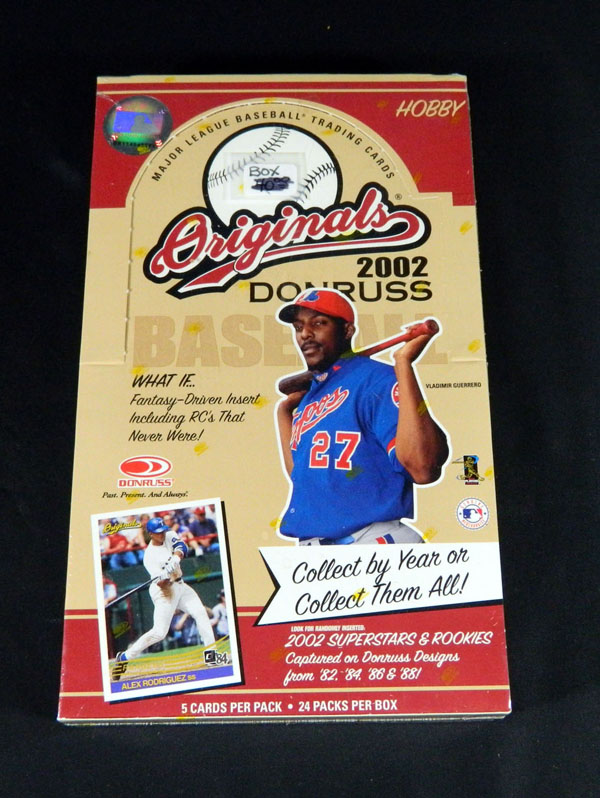 HOBBY
MAJOR LEAGUE BASEBALL® TRADING CARDS
BOX
Originals®
2002
DONRUSS
BASEBALL
WHAT IF...
Fantasy-Driven Insert
Including RC's That
Never Were!
VLADIMIR GUERRERO
Expos
27
DONRUSS
Past. Present. And Always.
Originals
'84
ALEX RODRIGUEZ SS
Collect by Year or
Collect Them All!
LOOK FOR RANDOMLY INSERTED:
2002 SUPERSTARS & ROOKIES
Captured on Donruss Designs
from '82, '84, '86 & '88!
5 CARDS PER PACK • 24 PACKS PER BOX